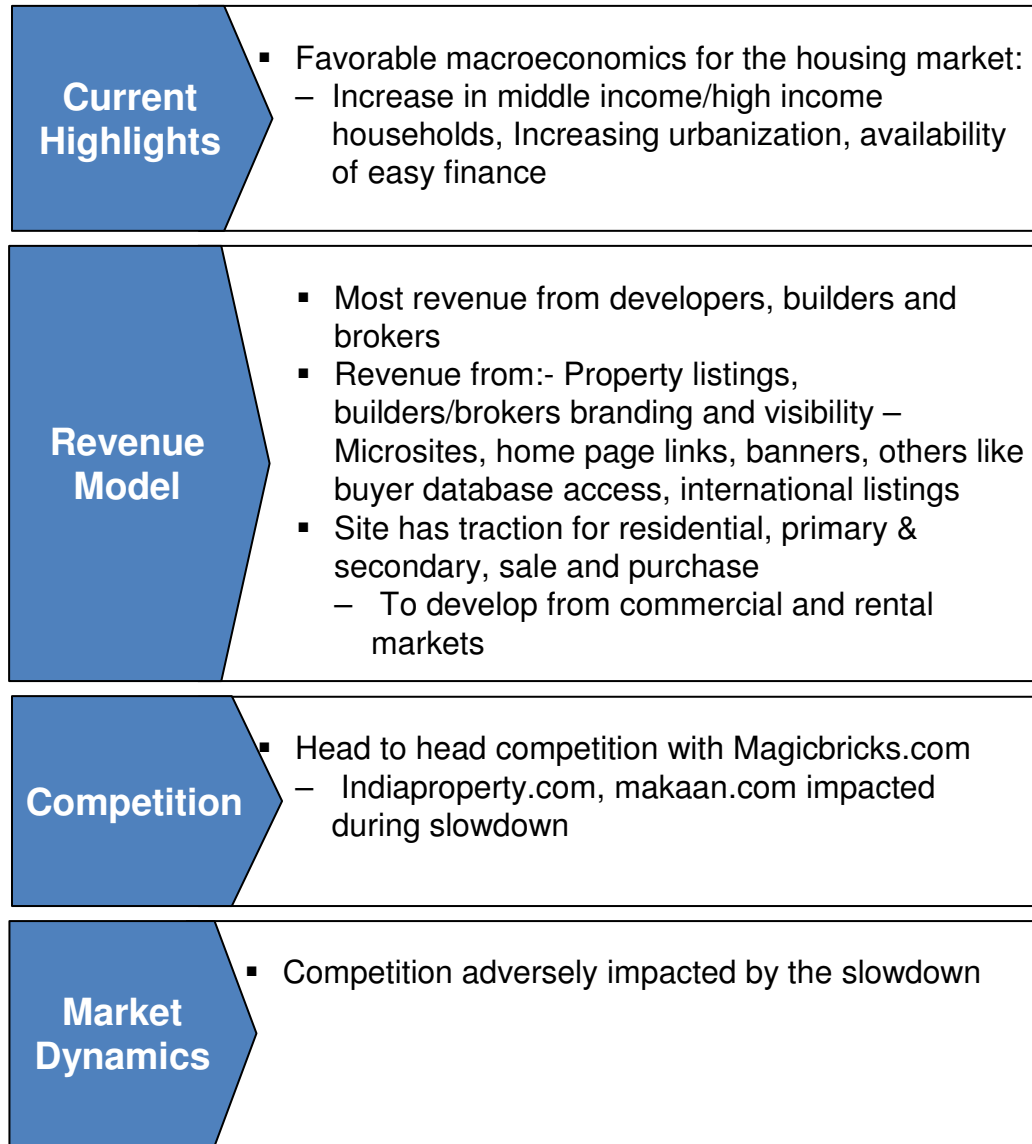 Current
Highlights
▪ Favorable macroeconomics for the housing market:
– Increase in middle income/high income
households, Increasing urbanization, availability
of easy finance
Revenue
Model
▪ Most revenue from developers, builders and
brokers
▪ Revenue from:- Property listings,
builders/brokers branding and visibility –
Microsites, home page links, banners, others like
buyer database access, international listings
▪ Site has traction for residential, primary &
secondary, sale and purchase
– To develop from commercial and rental
markets
Competition
▪ Head to head competition with Magicbricks.com
– Indiaproperty.com, makaan.com impacted
during slowdown
Market
Dynamics
▪ Competition adversely impacted by the slowdown